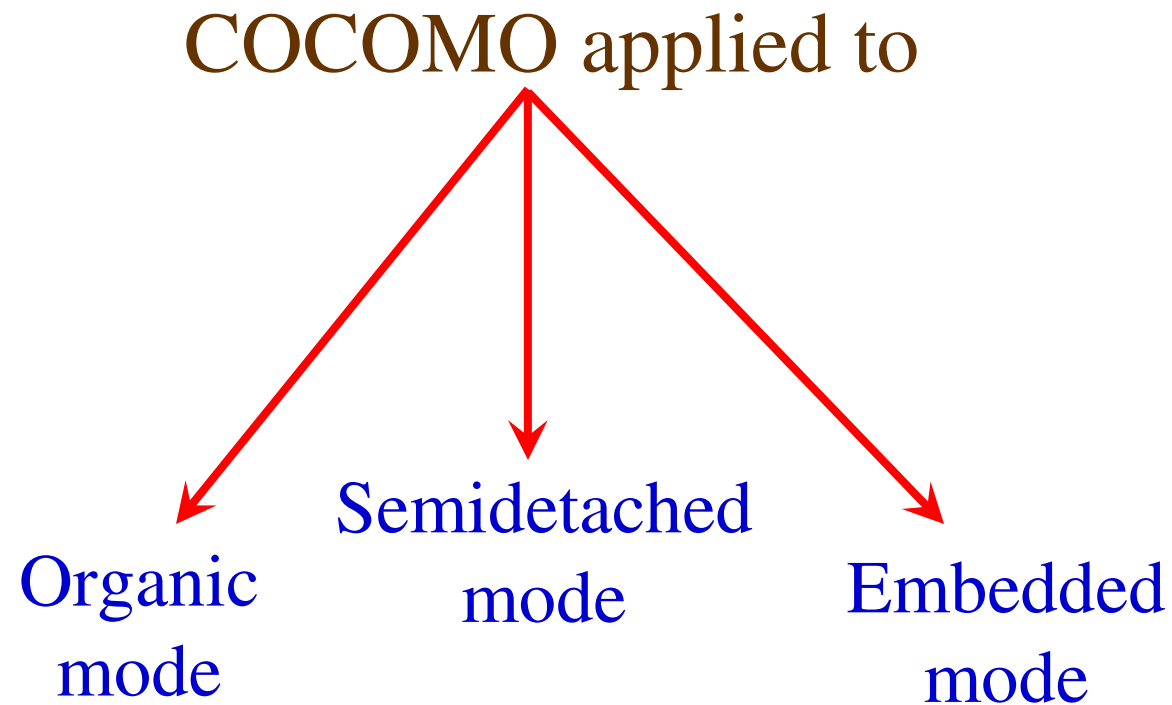 COCOMO applied to
Organic
mode
Semidetached
mode
Embedded
mode